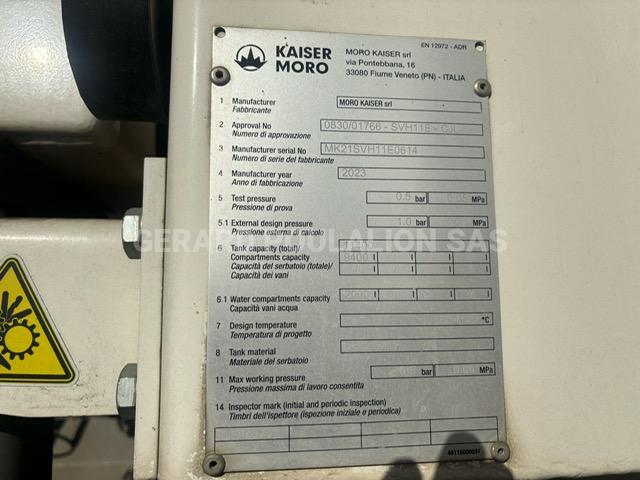 KAISER
MORO
EN 12972 - ADR
MORO KAISER srl
via Pontebbana, 16
33080 Fiume Veneto (PN) - ITALIA
1 Manufacturer MORO KAISER srl
Fabbricante
2 Approval No 0830/01766 - SVH11E - CJL
Numero di approvazione
3 Manufacturer serial No MK21SVH11E0614
Numero di serie del fabbricante
4 Manufacturer year 2023
Anno di fabbricazione
5 Test pressure 0.5 bar MPa
Pressione di prova
5.1 External design pressure 1.0 bar MPa
Pressione esterna di calcolo
6 Tank capacity (total)/
Compartments capacity 9400 l l l
Capacità del serbatoio (totale)/
Capacità dei vani
6.1 Water compartments capacity l l l
Capacità vani acqua
7 Design temperature °C
Temperatura di progetto
8 Tank material
Materiale del serbatoio
11 Max working pressure bar MPa
Pressione massima di lavoro consentita
14 Inspector mark (initial and periodic inspection)
Timbri dell'ispettore (ispezione iniziale e periodica)